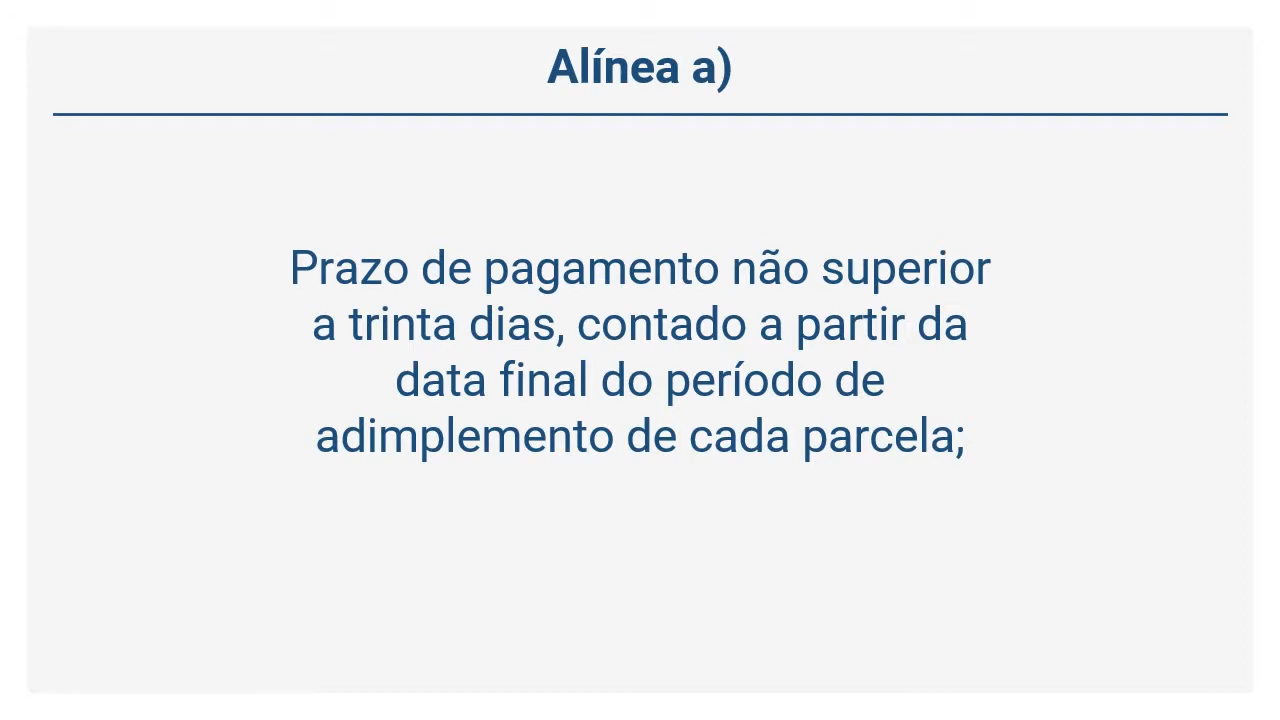 Alínea a)
Prazo de pagamento não superior
a trinta dias, contado a partir da
data final do período de
adimplemento de cada parcela;